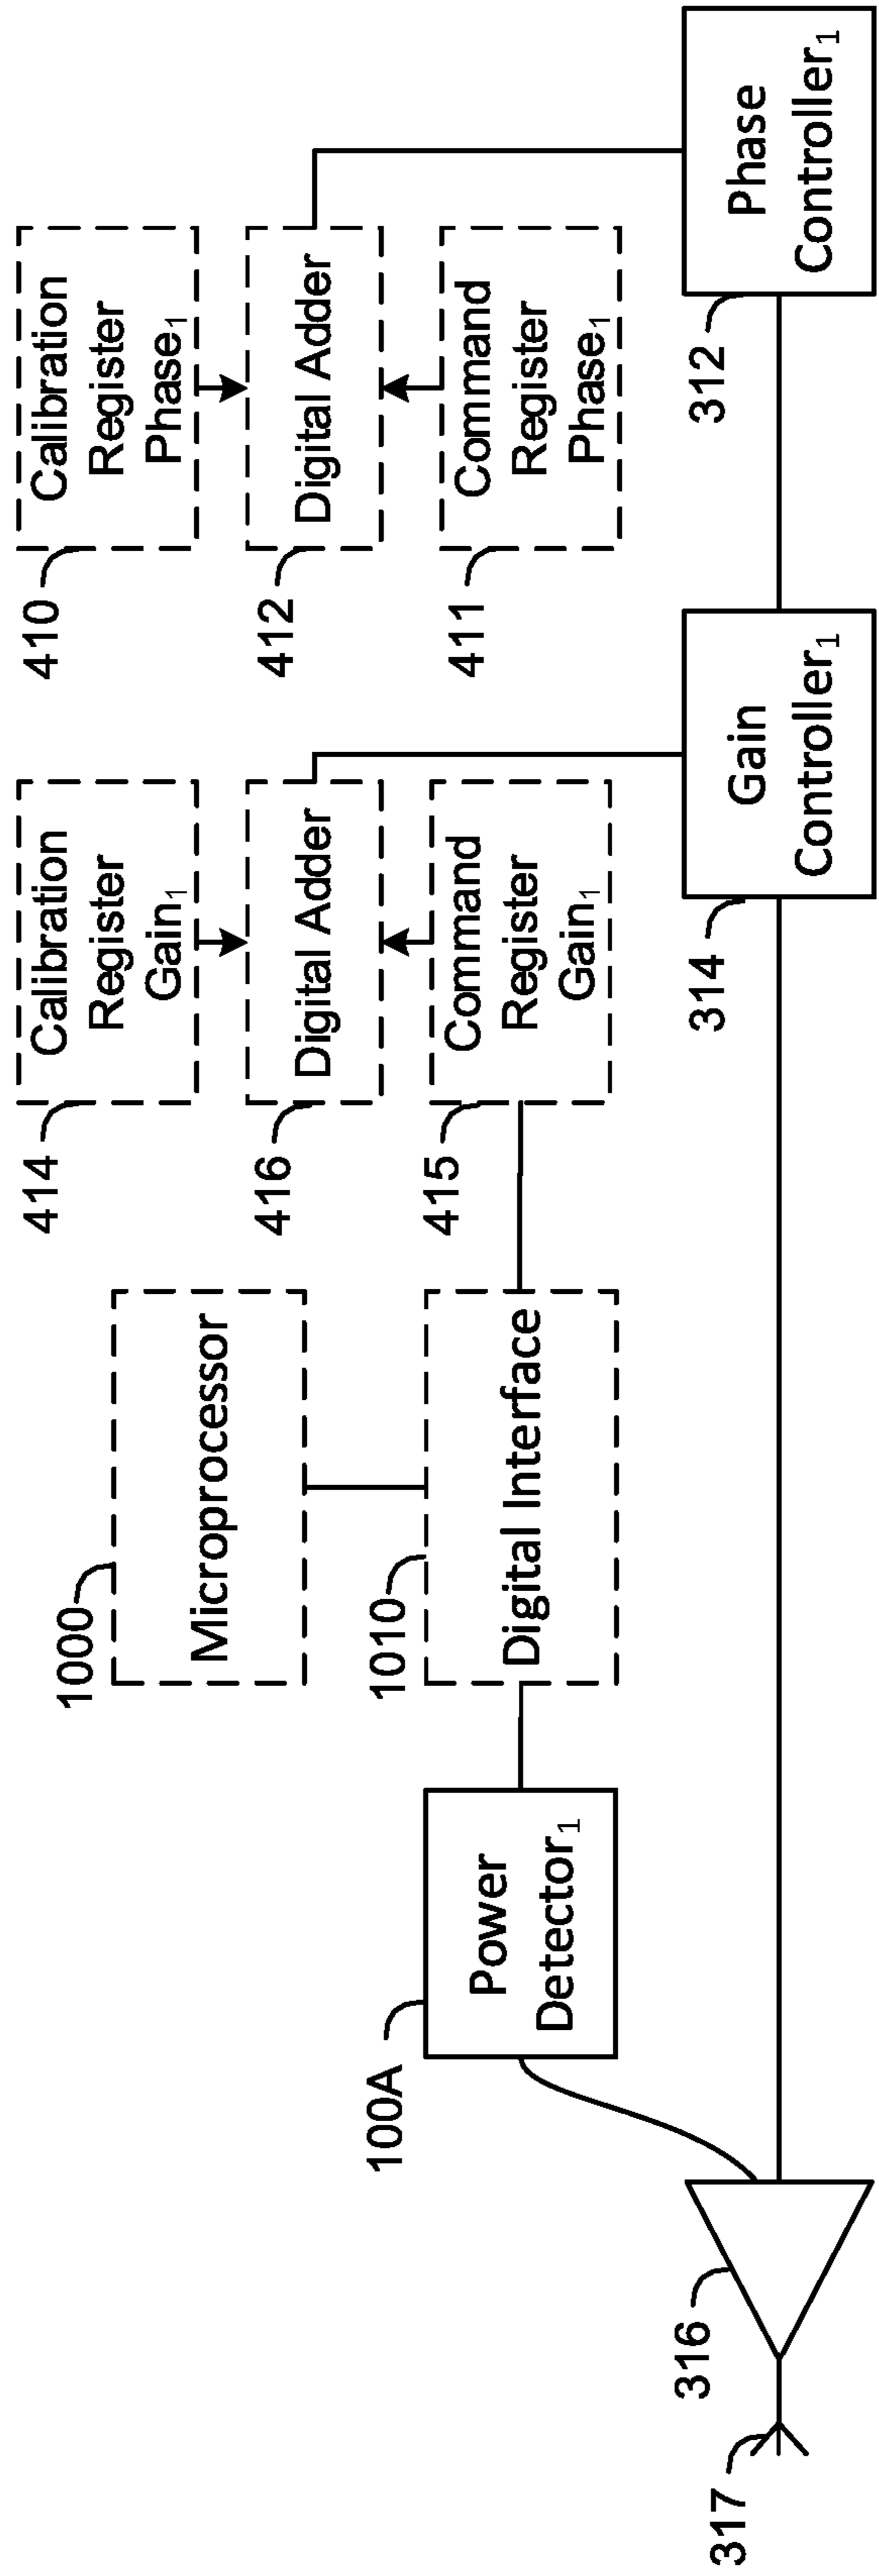 414
Calibration
Register
Gain₁
410
Calibration
Register
Phase₁
1000
Microprocessor
416
Digital Adder
412
Digital Adder
100A
Power
Detector₁
1010
Digital Interface
415
Command
Register
Gain₁
411
Command
Register
Phase₁
317
316
314
Gain
Controller₁
312
Phase
Controller₁